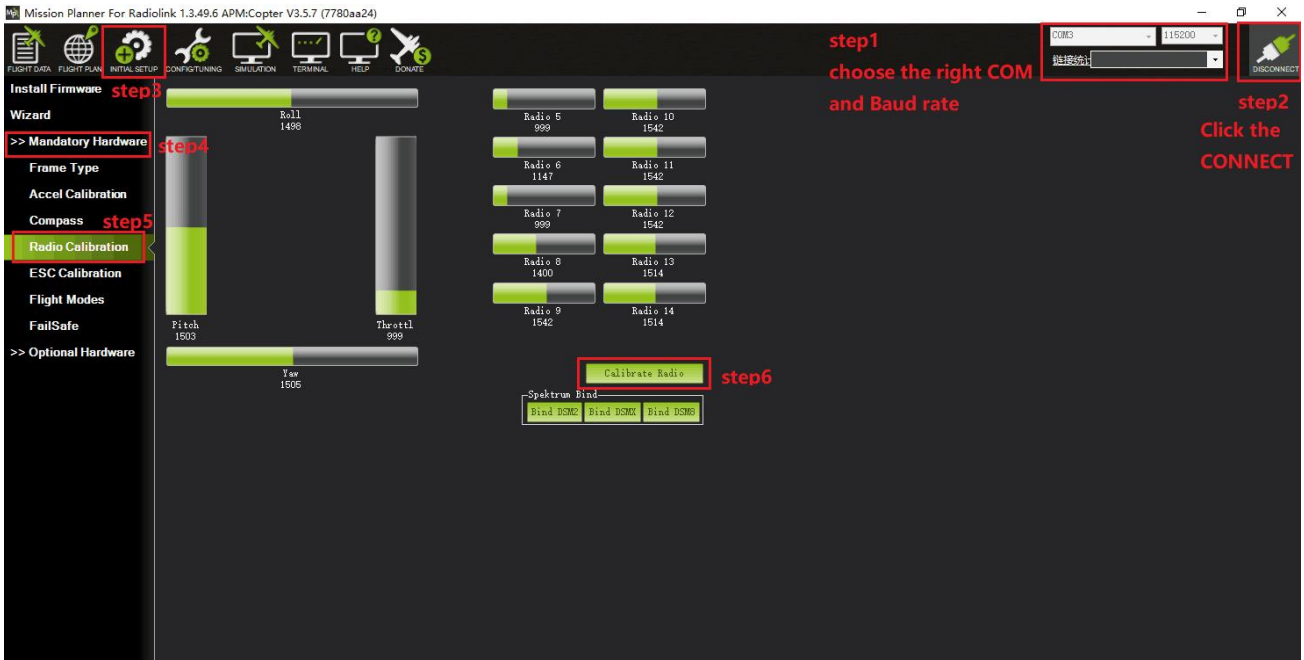 Mission Planner For Radiolink 1.3.49.6 APM:Copter V3.5.7 (7780aa24)
FLIGHT DATA
FLIGHT PLAN
INITIAL SETUP
CONFIG/TUNING
SIMULATION
TERMINAL
HELP
DONATE
step1
choose the right COM
and Baud rate
COM3
115200
链接统计
DISCONNECT
step2
Click the
CONNECT
Install Firmware
step3
Wizard
>> Mandatory Hardware
step4
Frame Type
Accel Calibration
Compass
step5
Radio Calibration
ESC Calibration
Flight Modes
FailSafe
>> Optional Hardware
Roll
1498
Pitch
1503
Throttl
999
Yaw
1505
Radio 5
999
Radio 10
1542
Radio 6
1147
Radio 11
1542
Radio 7
999
Radio 12
1542
Radio 8
1400
Radio 13
1514
Radio 9
1542
Radio 14
1514
Calibrate Radio
step6
Spektrum Bind
Bind DSM2
Bind DSMX
Bind DSM8